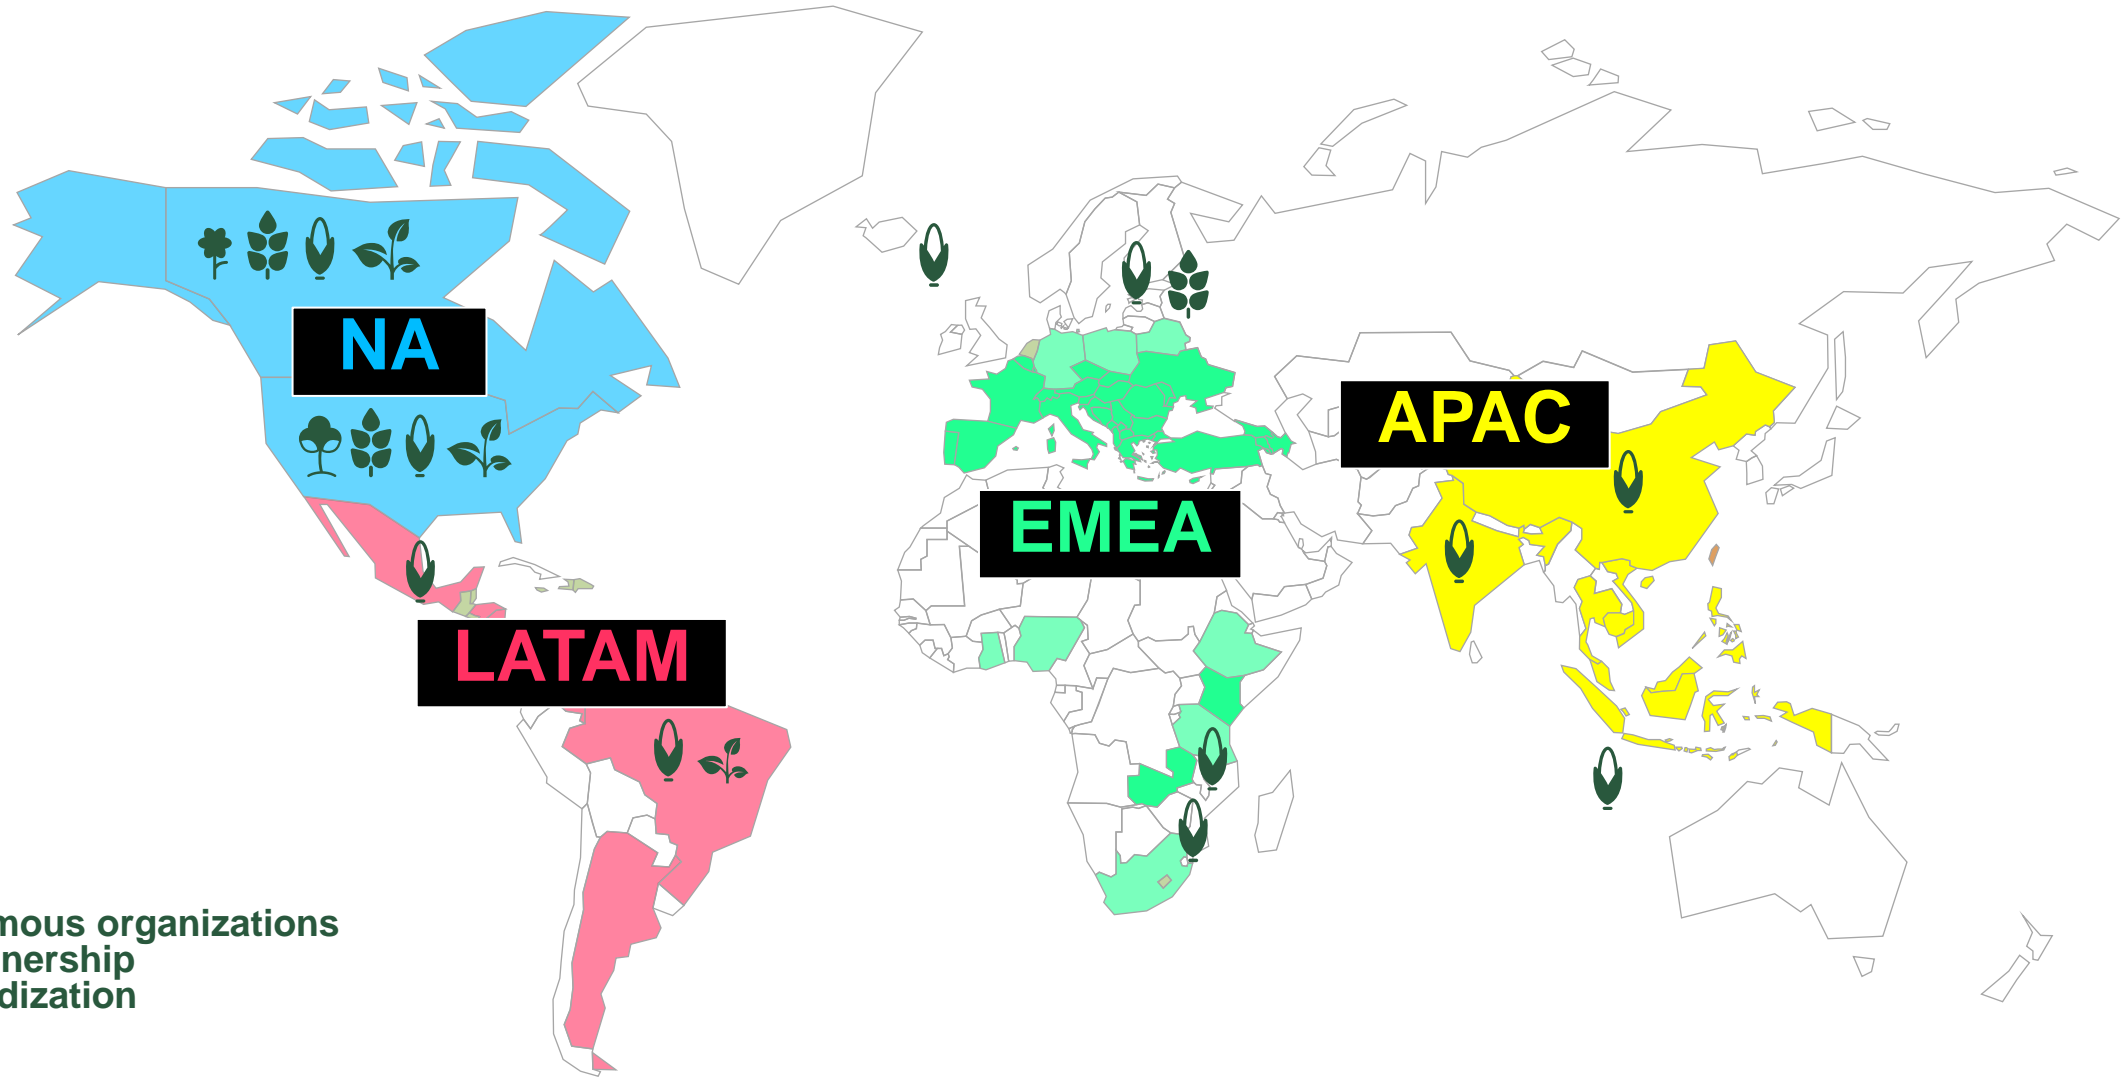 NA
APAC
EMEA
LATAM
mous organizations
nership
dization